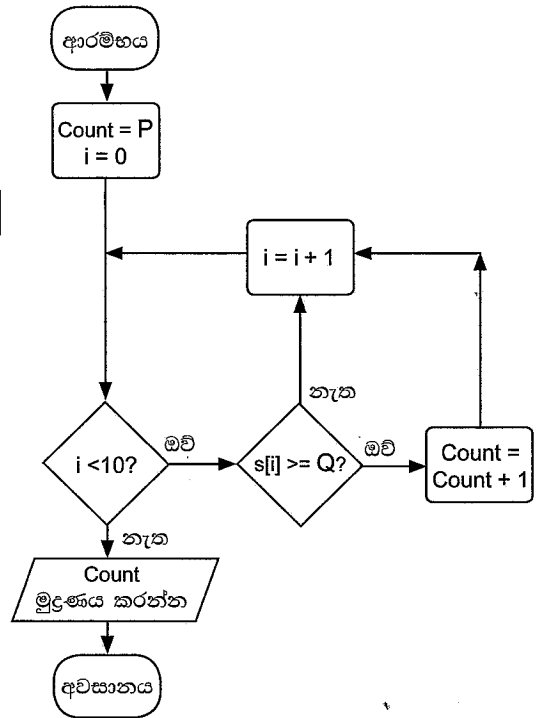 ආරම්භය
Count = P
i = 0
i = i + 1
නැත
i <10?
ඔව්
s[i] >= Q?
ඔව්
Count =
Count + 1
නැත
Count
මුද්‍රණය කරන්න
අවසානය